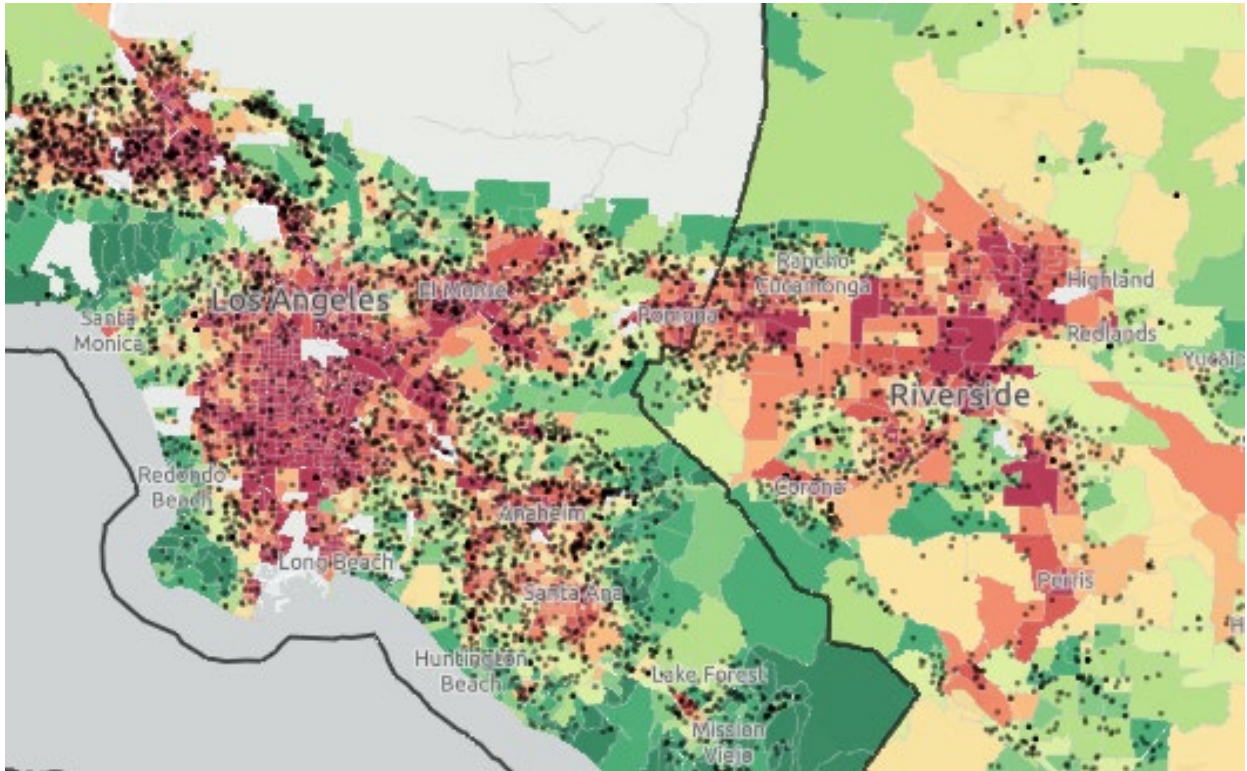 Rancho
Cucamonga
Highland
Los Angeles
El Monte
Pomona
Santa
Monica
Redlands
Riverside
Redondo
Beach
Corona
Anaheim
Long Beach
Perris
Santa Ana
Huntington
Beach
Lake Forest
Mission
Viejo